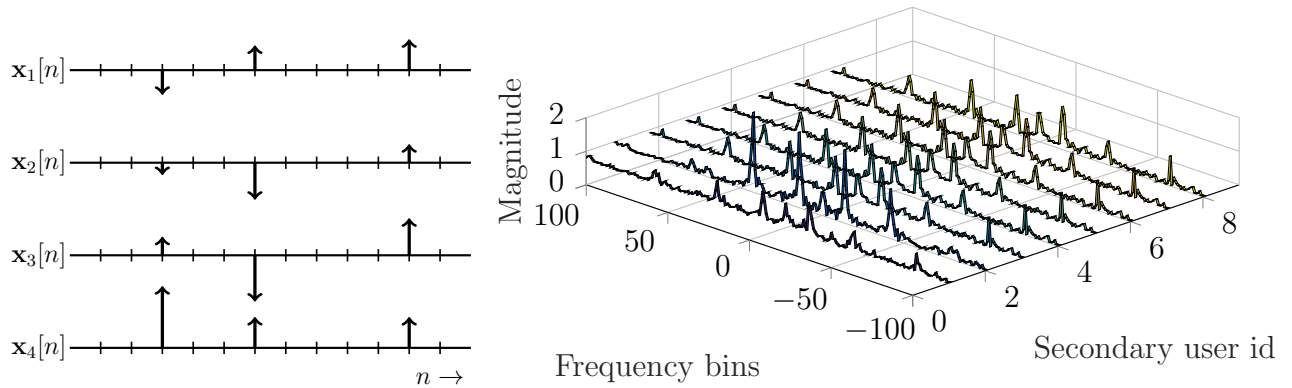 x₁[n]
x₂[n]
x₃[n]
x₄[n]
n →
Magnitude
2
1
0
100
50
0
−50
−100
Frequency bins
0
2
4
6
8
Secondary user id